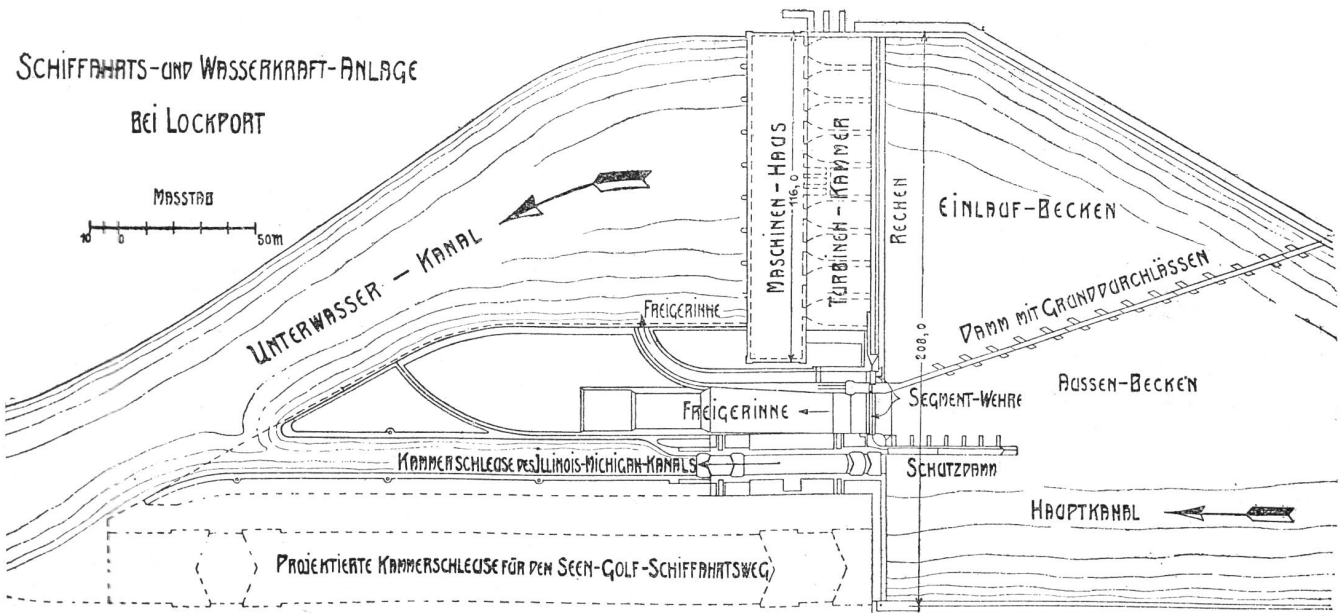 SCHIFFAHRTS-UND WASSERKRAFT-ANLAGE
BEI LOCKPORT
MASSTAB
10 0 50m
UNTERWASSER – KANAL
MASCHINEN-HAUS
116,0
TURBINEN-KAMMER
RECHEN
EINLAUF-BECKEN
DAMM MIT GRUNDDURCHLÄSSEN
208,0
AUSSEN-BECKEN
FREIGERINNE
FREIGERINNE
SEGMENT-WEHRE
KAMMERSCHLEUSE DES ILLINOIS-MICHIGAN-KANALS
SCHUTZDAMM
HAUPTKANAL
PROJEKTIERTE KAMMERSCHLEUSE FÜR DEN SEEN-GOLF-SCHIFFAHRTSWEG